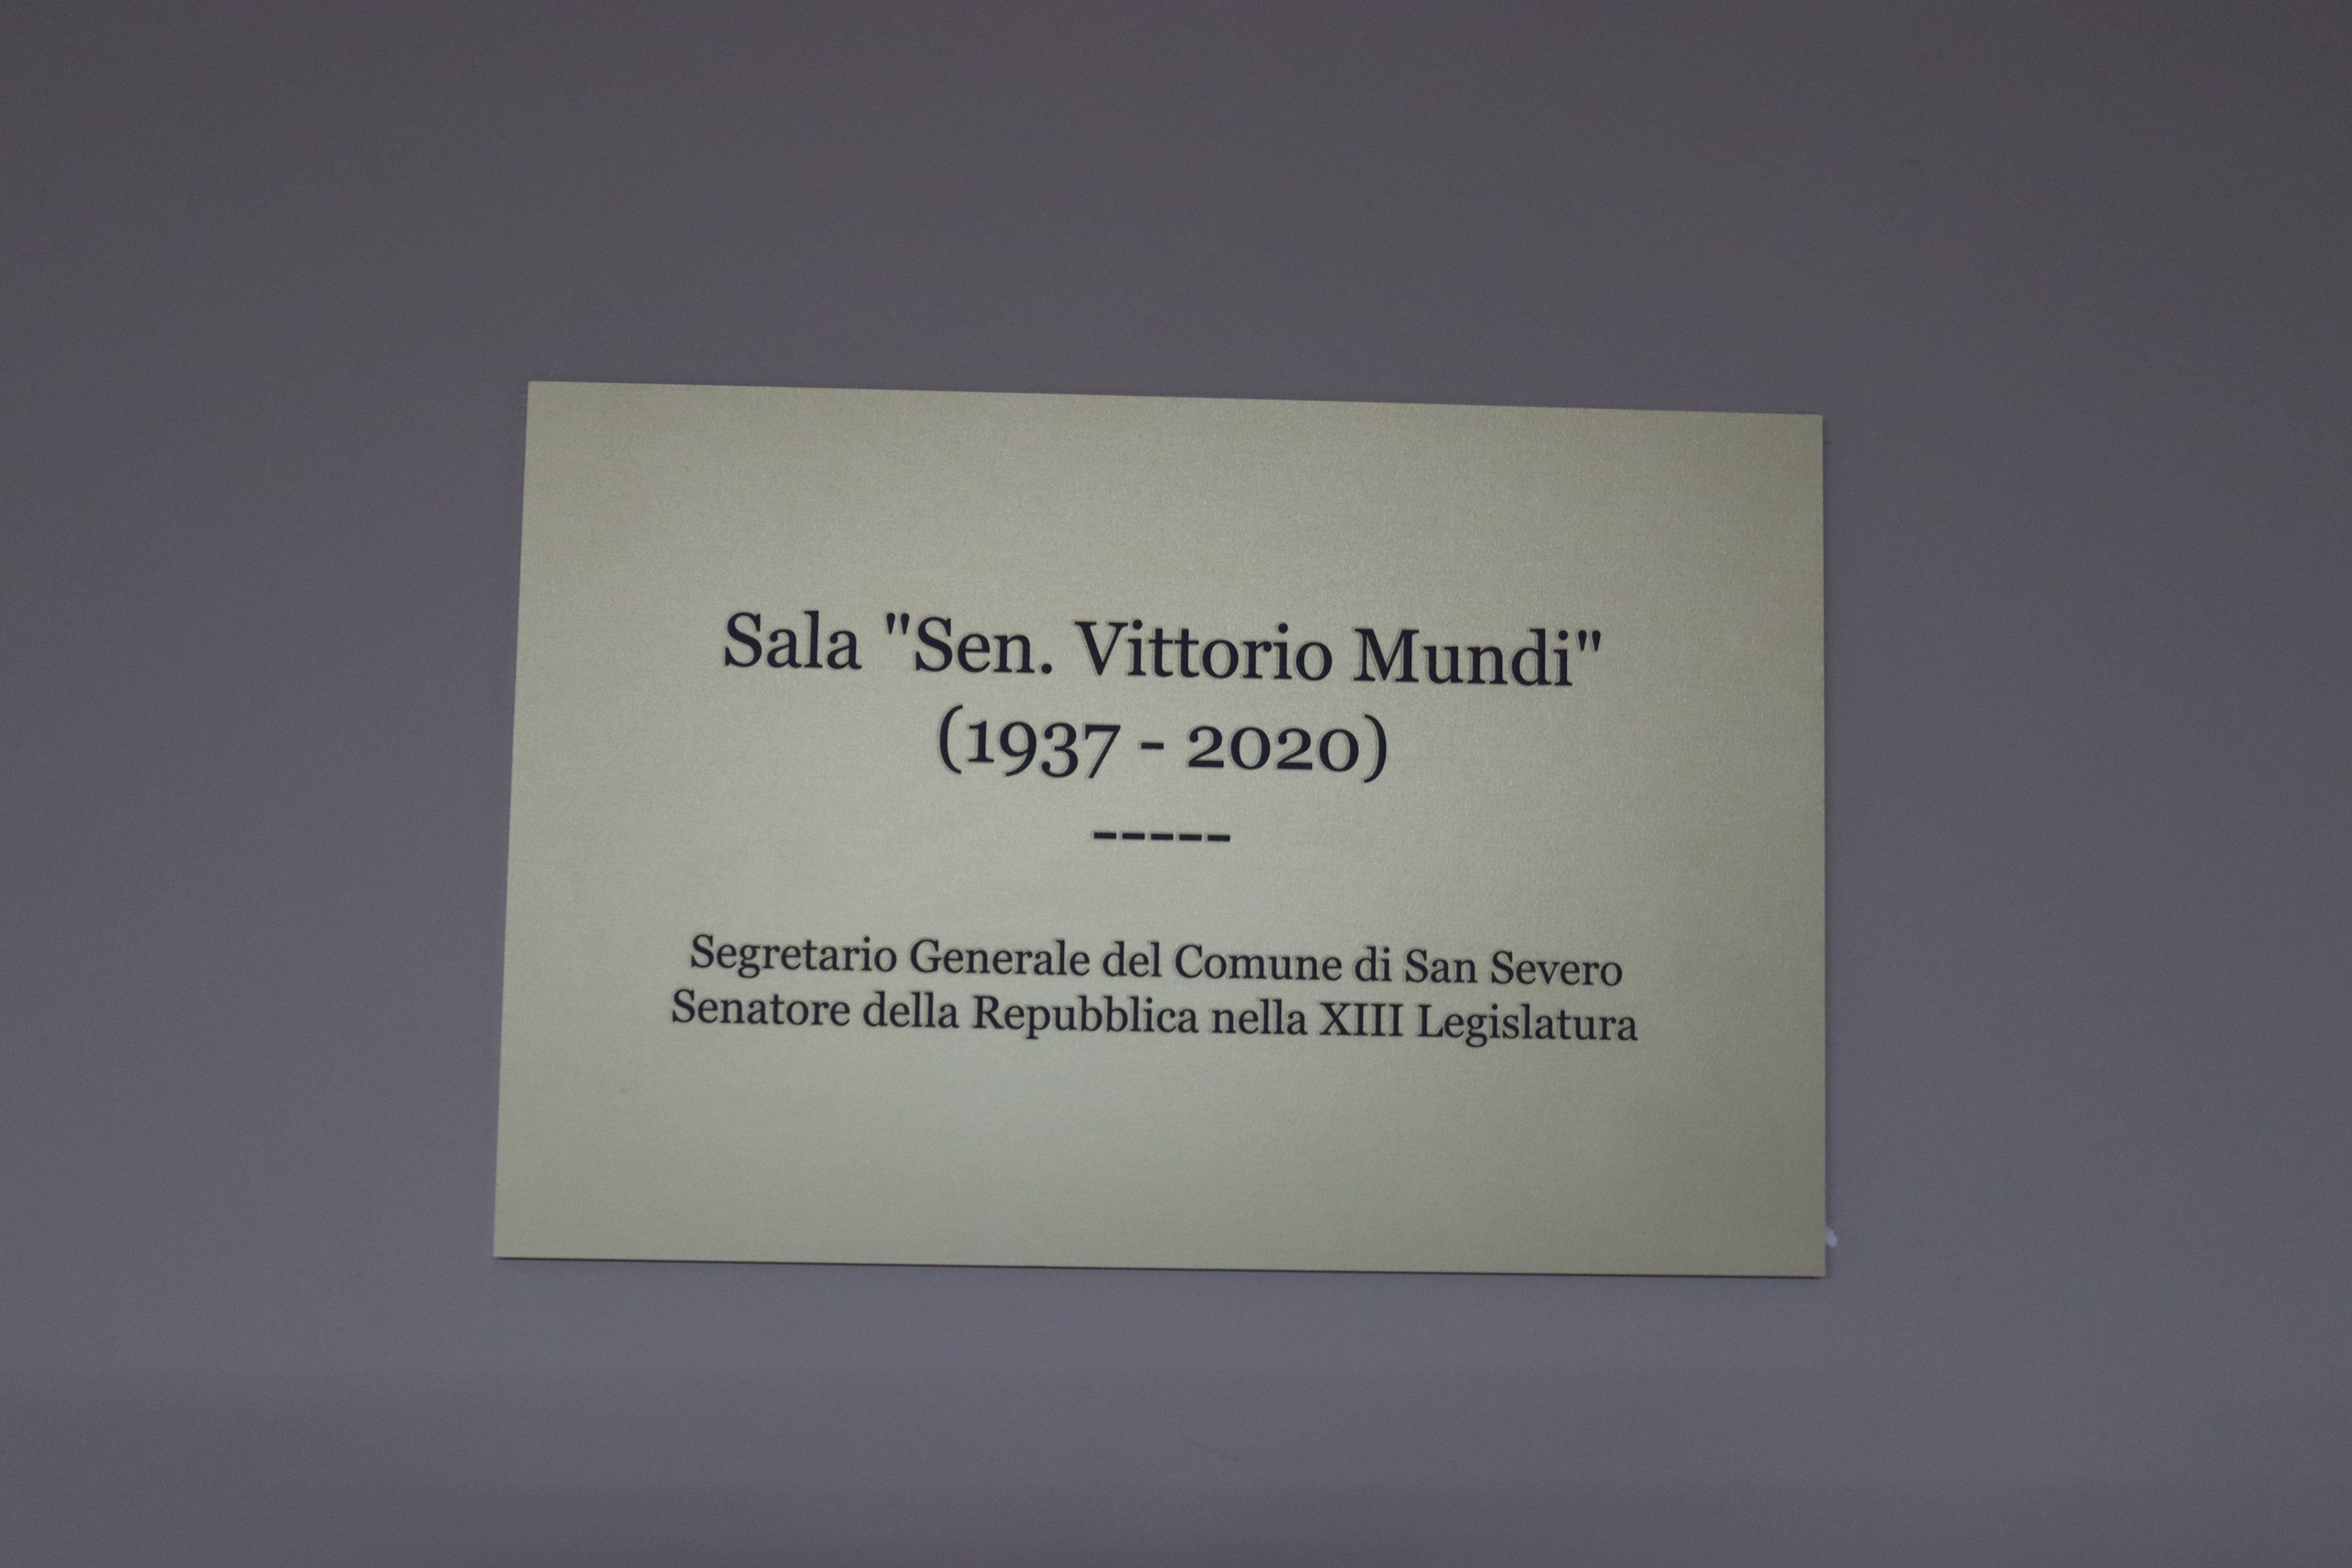 Sala "Sen. Vittorio Mundi"
(1937 - 2020)
-----
Segretario Generale del Comune di San Severo
Senatore della Repubblica nella XIII Legislatura